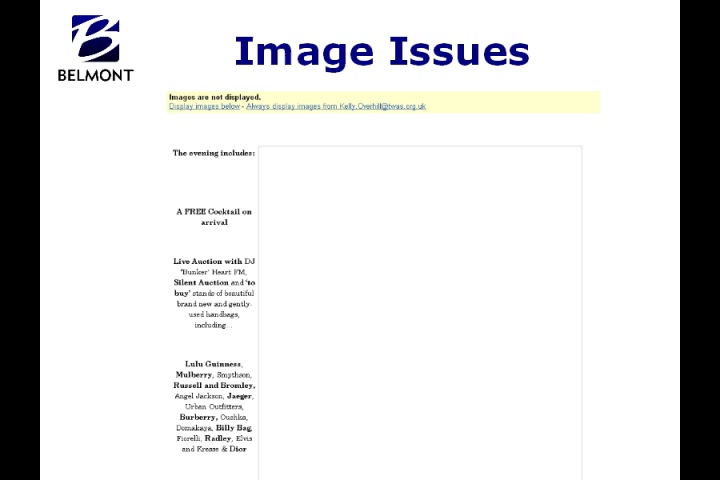 BELMONT
Image Issues
Images are not displayed.
Display images below - Always display images from Kelly.Overhill@twas.org.uk
The evening includes:
A FREE Cocktail on
arrival
Live Auction with DJ
'Bunker' Heart FM,
Silent Auction and 'to
buy' stands of beautiful
brand new and gently-
used handbags,
including...
Lulu Guinness,
Mulberry, Smythson,
Russell and Bromley,
Angel Jackson, Jaeger,
Urban Outfitters,
Burberry, Oushka,
Domakaya, Billy Bag,
Fiorelli, Radley, Elvis
and Kresse & Dior